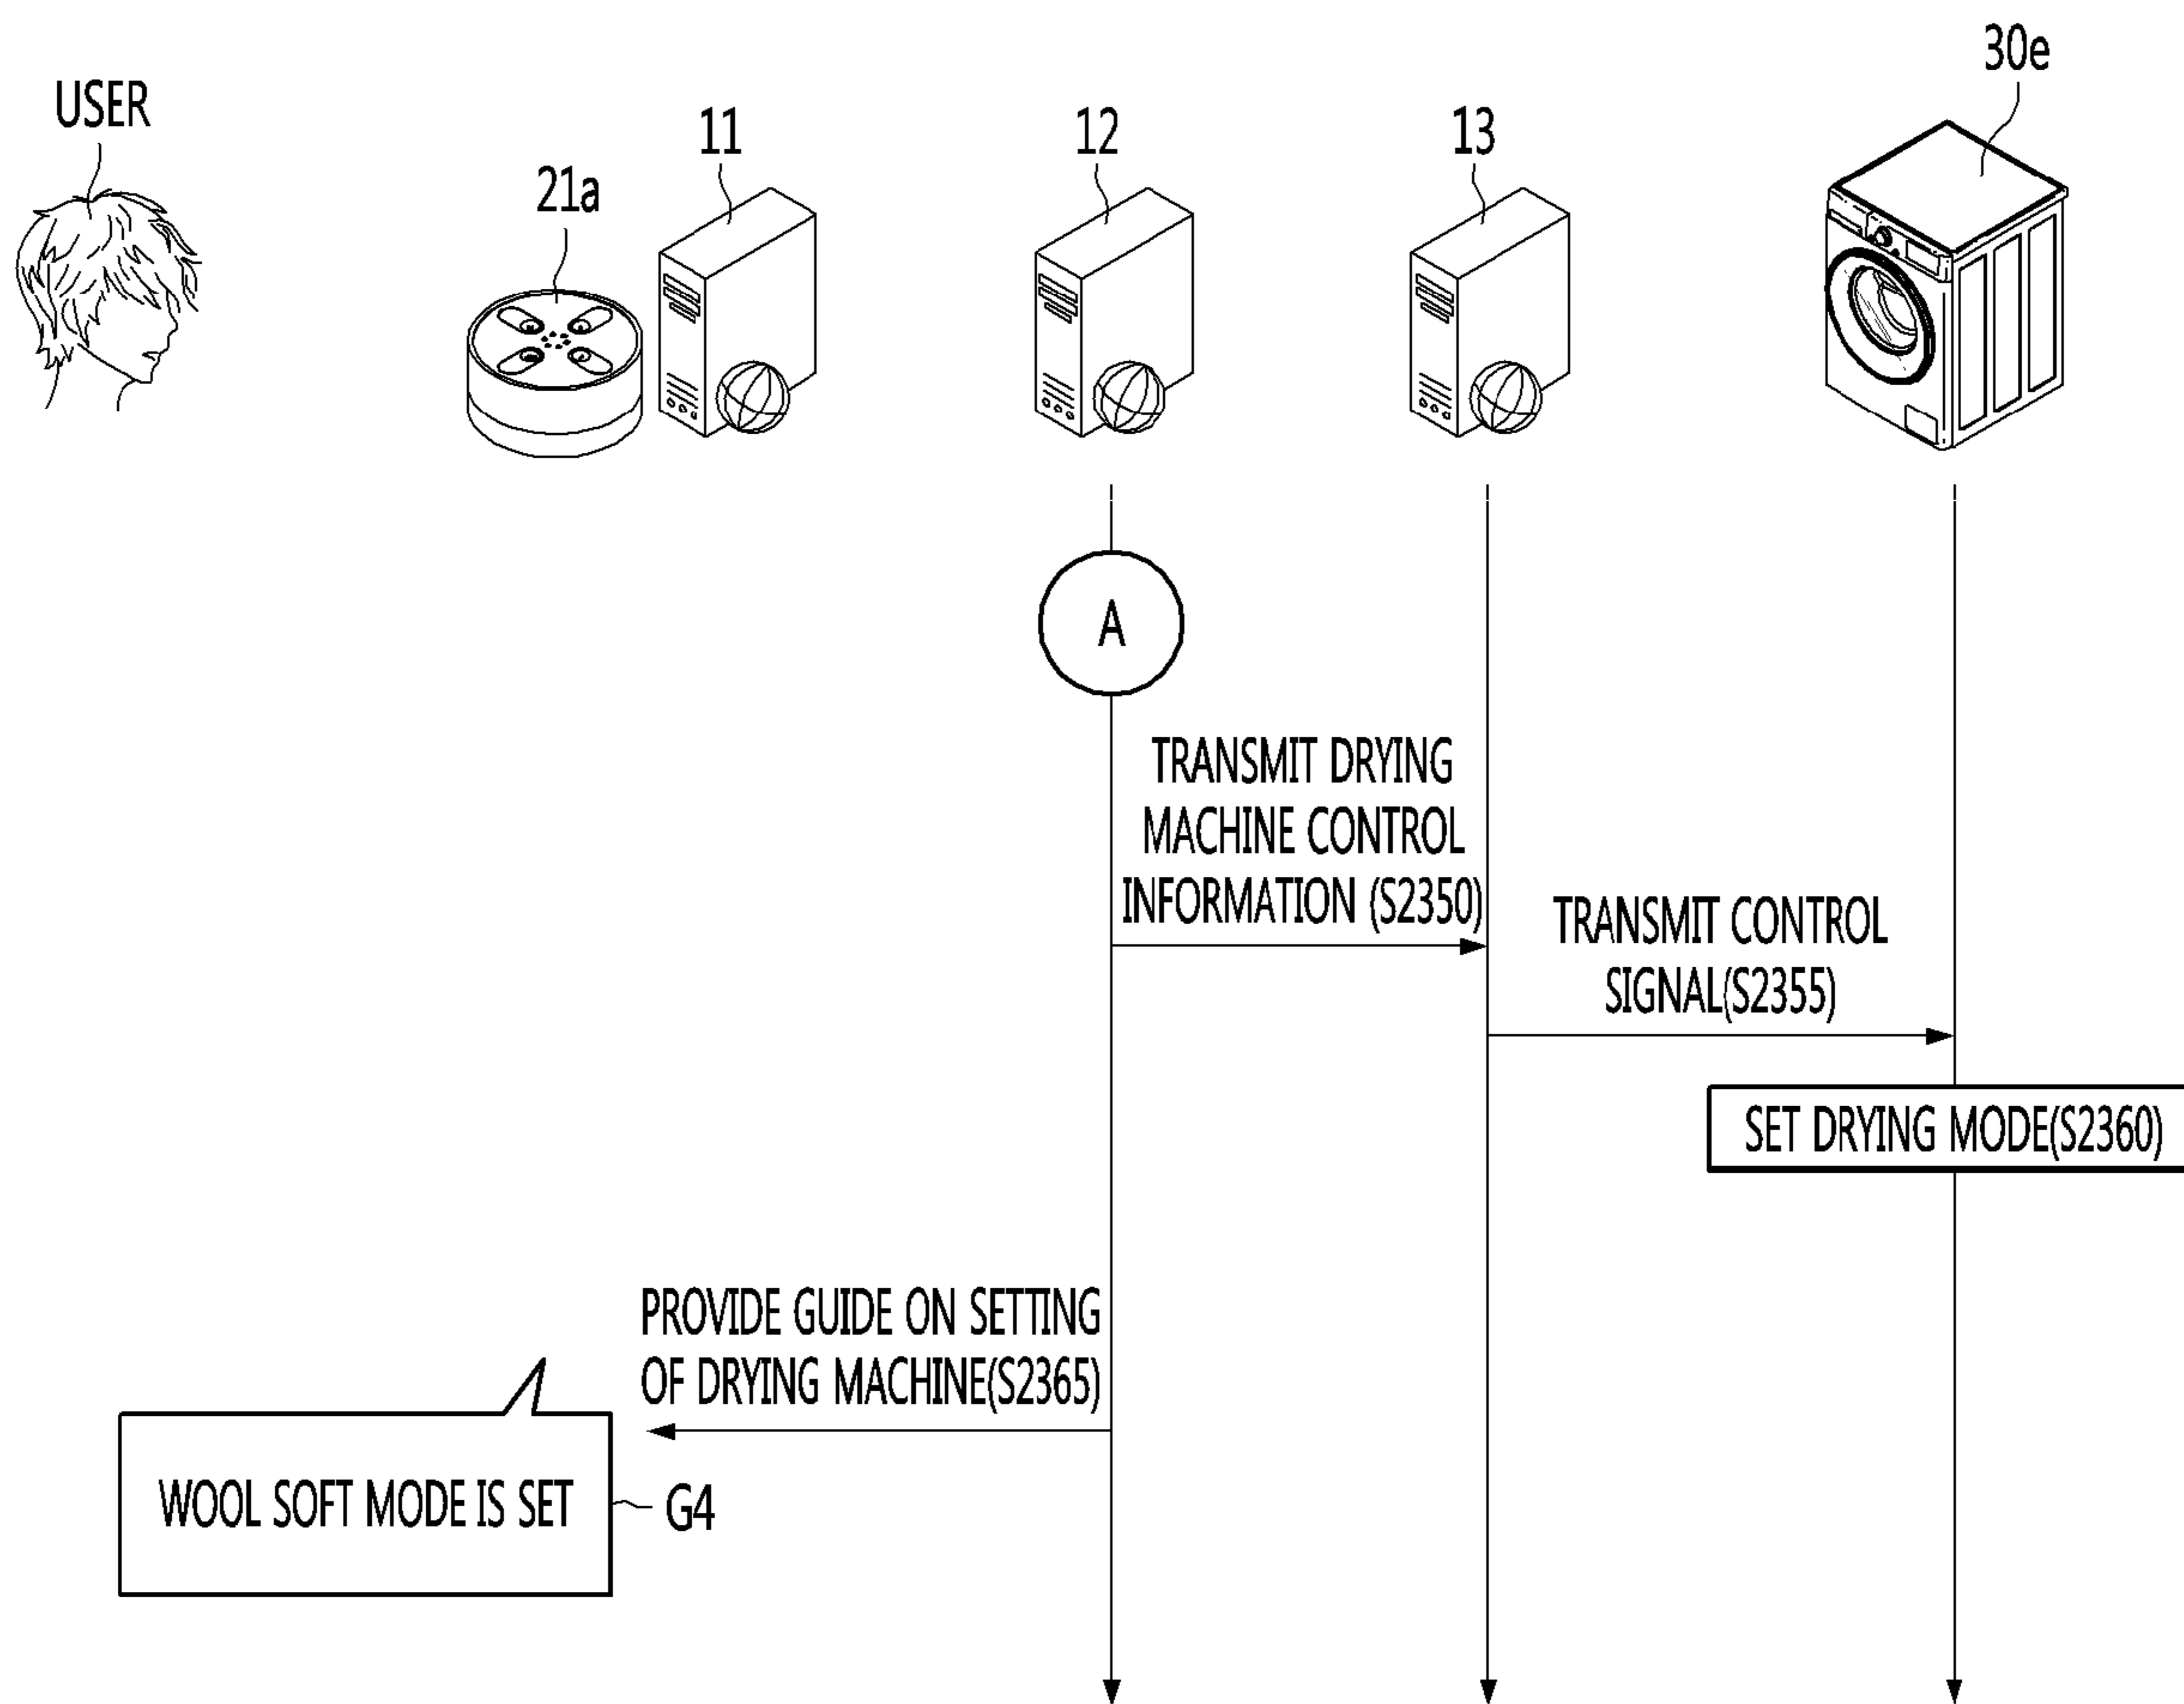 30e
USER
11
12
13
21a
A
TRANSMIT DRYING
MACHINE CONTROL
INFORMATION (S2350)
TRANSMIT CONTROL
SIGNAL(S2355)
SET DRYING MODE(S2360)
PROVIDE GUIDE ON SETTING
OF DRYING MACHINE(S2365)
WOOL SOFT MODE IS SET
G4